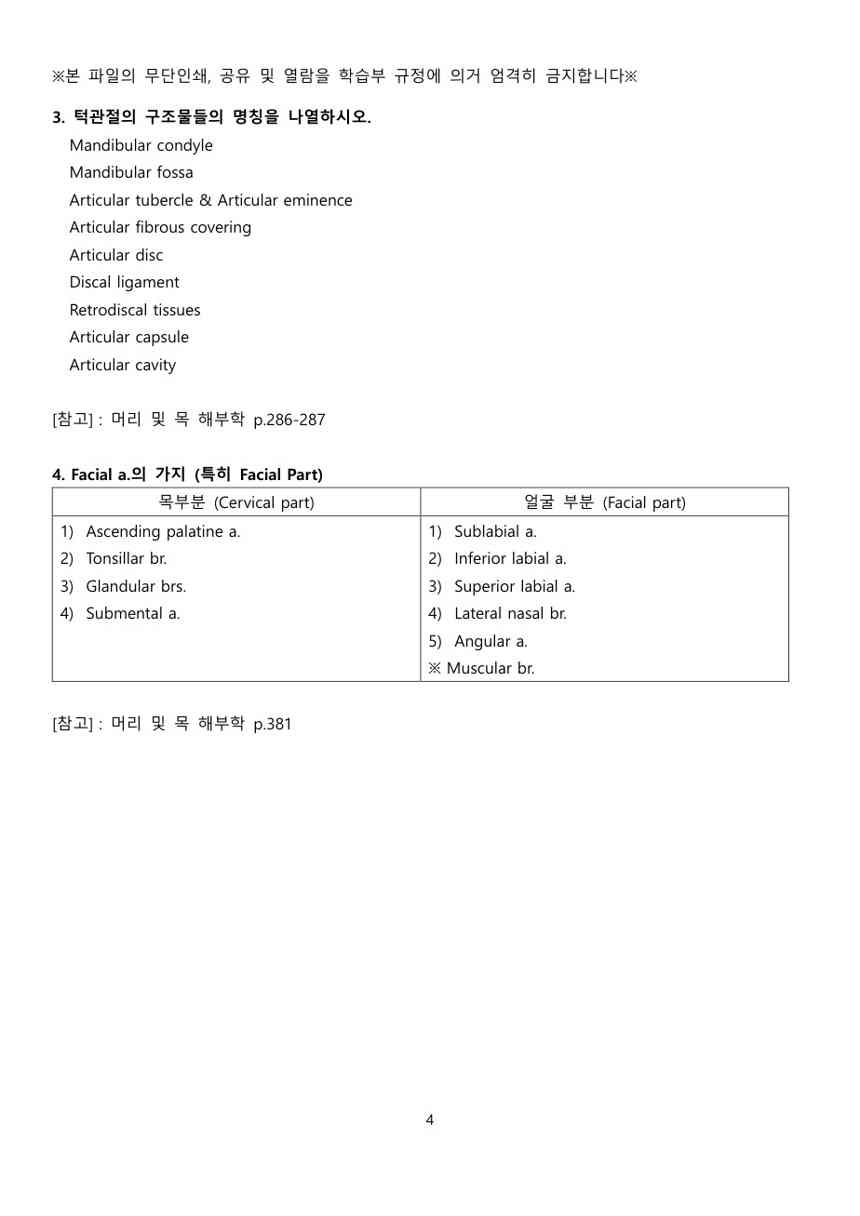 ※본 파일의 무단인쇄, 공유 및 열람을 학습부 규정에 의거 엄격히 금지합니다※
3. 턱관절의 구조물들의 명칭을 나열하시오.
Mandibular condyle
Mandibular fossa
Articular tubercle & Articular eminence
Articular fibrous covering
Articular disc
Discal ligament
Retrodiscal tissues
Articular capsule
Articular cavity
[참고] : 머리 및 목 해부학 p.286-287
4. Facial a.의 가지 (특히 Facial Part)
목부분 (Cervical part)
1) Ascending palatine a.
2) Tonsillar br.
3) Glandular brs.
4) Submental a.
얼굴 부분 (Facial part)
1) Sublabial a.
2) Inferior labial a.
3) Superior labial a.
4) Lateral nasal br.
5) Angular a.
※ Muscular br.
[참고] : 머리 및 목 해부학 p.381
4